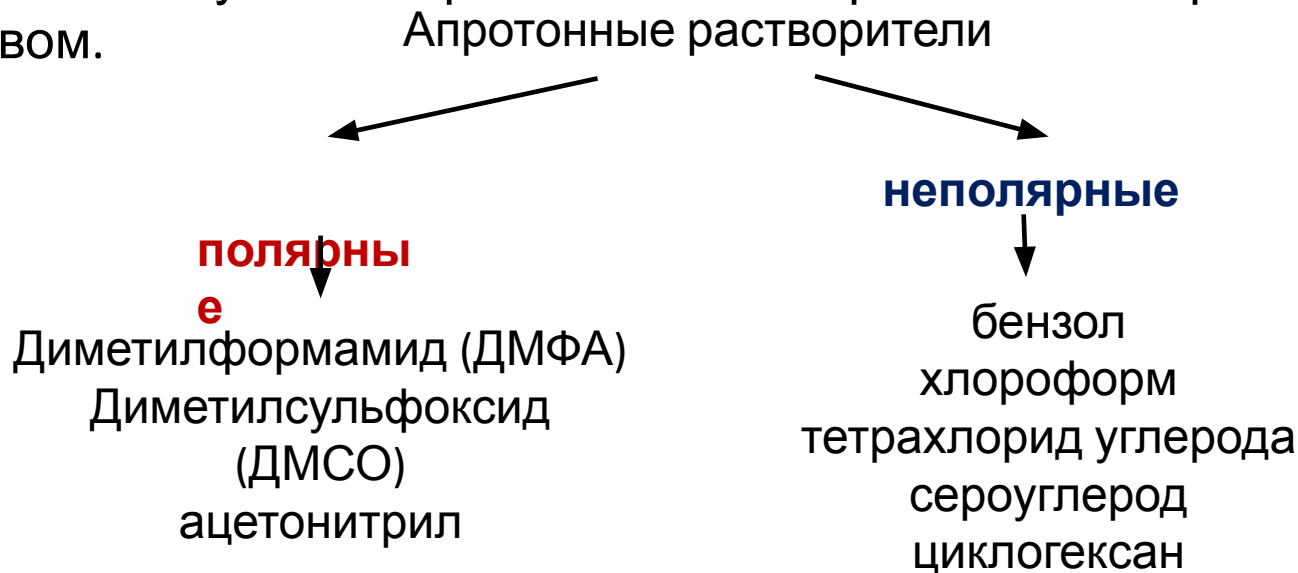 вом.
Апротонные растворители
неполярные
полярны
е
Диметилформамид (ДМФА)
Диметилсульфоксид
(ДМСО)
ацетонитрил
бензол
хлороформ
тетрахлорид углерода
сероуглерод
циклогексан